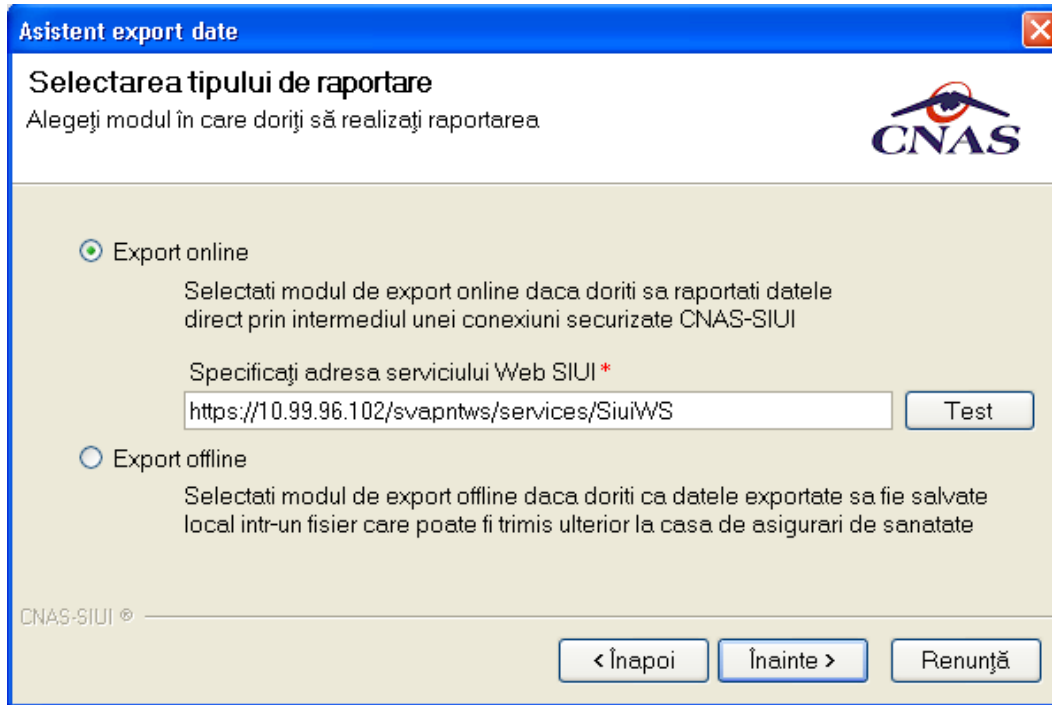 Asistent export date
Selectarea tipului de raportare
Alegeţi modul în care doriţi să realizaţi raportarea
CNAS
Export online
Selectati modul de export online daca doriti sa raportati datele
direct prin intermediul unei conexiuni securizate CNAS-SIUI
Specificaţi adresa serviciului Web SIUI *
https://10.99.96.102/svapntws/services/SiuiWS
Test
Export offline
Selectati modul de export offline daca doriti ca datele exportate sa fie salvate
local intr-un fisier care poate fi trimis ulterior la casa de asigurari de sanatate
CNAS-SIUI ®
< Înapoi
Înainte >
Renunţă